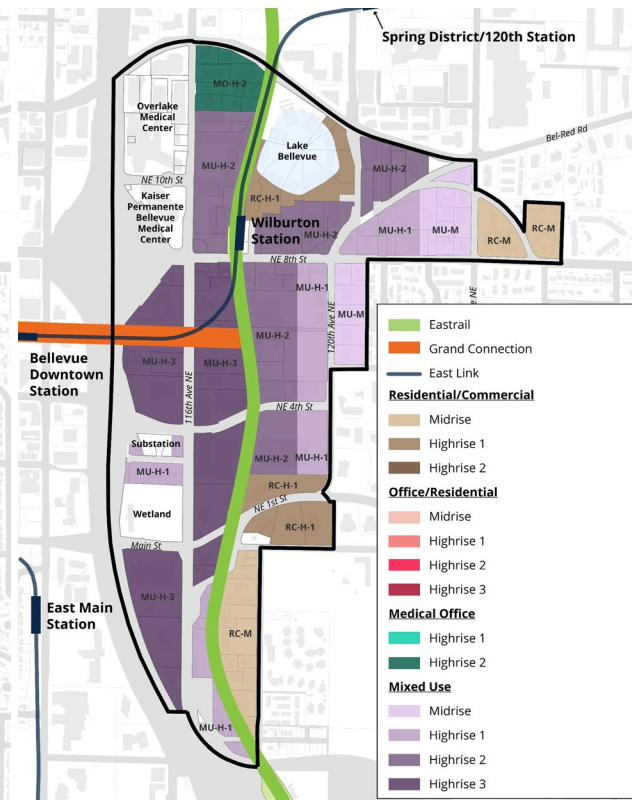 Spring District/120th Station
MO-H-2
Overlake
Medical
Center
Bel-Red Rd
Lake
Bellevue
MU-H-2
MU-H-2
NE 10th St
Kaiser
Permanente
Bellevue
Medical
Center
RC-H-1
Wilburton
Station
MU-H-2
MU-H-1
MU-M
RC-M
RC-M
NE 8th St
MU-H-1
120th Ave NE
MU-M
NE
MU-H-2
Bellevue
Downtown
Station
MU-H-3
MU-H-3
116th Ave NE
NE 4th St
Substation
MU-H-1
MU-H-2
MU-H-1
RC-H-1
NE 1st St
Wetland
RC-H-1
Main St
MU-H-3
East Main
Station
RC-M
MU-H-1
Eastrail
Grand Connection
East Link
Residential/Commercial
Midrise
Highrise 1
Highrise 2
Office/Residential
Midrise
Highrise 1
Highrise 2
Highrise 3
Medical Office
Highrise 1
Highrise 2
Mixed Use
Midrise
Highrise 1
Highrise 2
Highrise 3